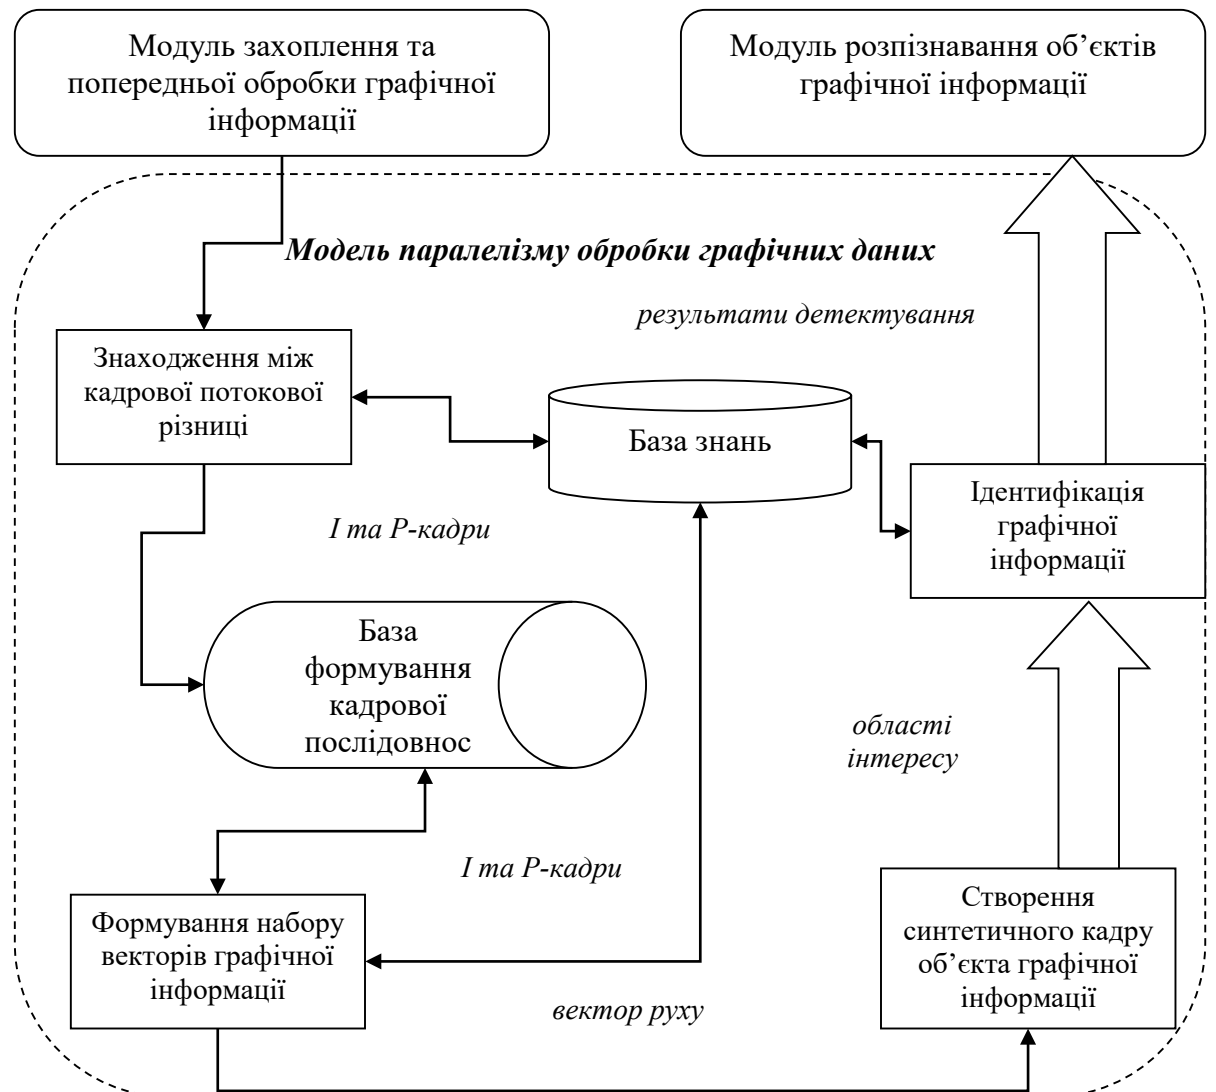 Модуль захоплення та
попередньої обробки графічної
інформації
Модуль розпізнавання об’єктів
графічної інформації
Модель паралелізму обробки графічних даних
результати детектування
Знаходження між
кадрової потокової
різниці
База знань
Ідентифікація
графічної
інформації
І та Р-кадри
База
формування
кадрової
послідовнос
області
інтересу
І та Р-кадри
Формування набору
векторів графічної
інформації
Створення
синтетичного кадру
об’єкта графічної
інформації
вектор руху